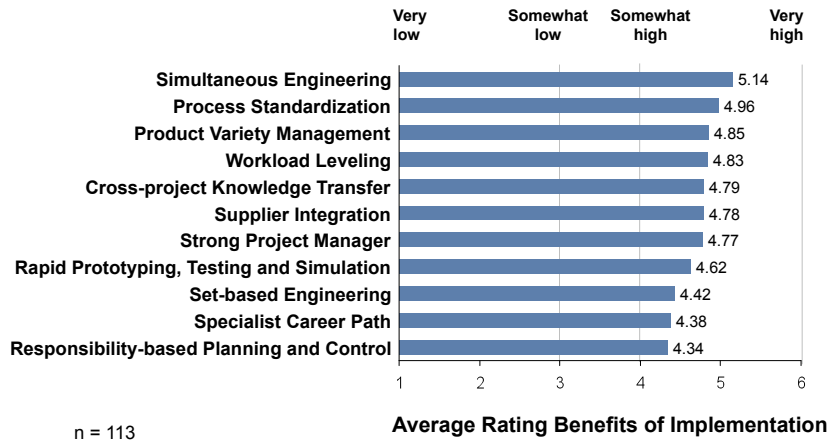 Very low
Somewhat low
Somewhat high
Very high
Simultaneous Engineering 5.14
Process Standardization 4.96
Product Variety Management 4.85
Workload Leveling 4.83
Cross-project Knowledge Transfer 4.79
Supplier Integration 4.78
Strong Project Manager 4.77
Rapid Prototyping, Testing and Simulation 4.62
Set-based Engineering 4.42
Specialist Career Path 4.38
Responsibility-based Planning and Control 4.34
1 2 3 4 5 6
Average Rating Benefits of Implementation
n = 113